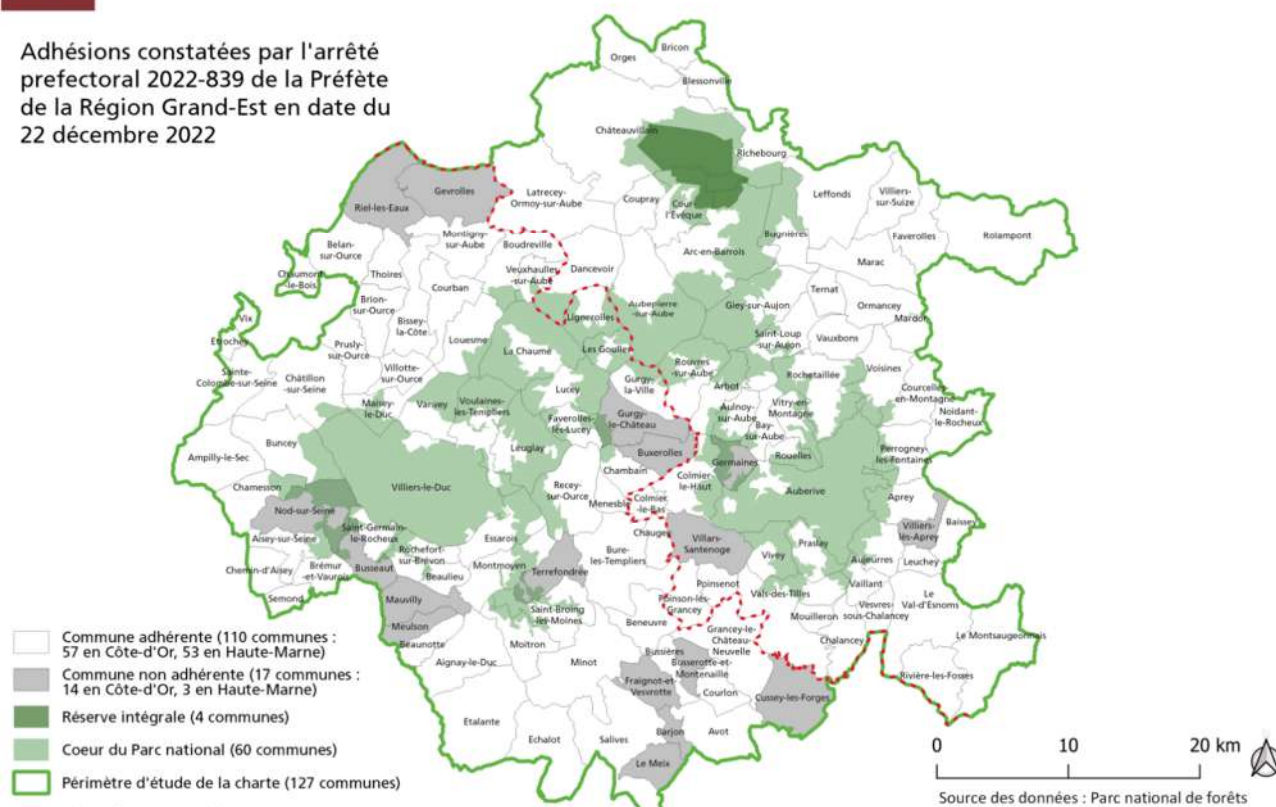 Adhésions constatées par l'arrêté
prefectoral 2022-839 de la Préfète
de la Région Grand-Est en date du
22 décembre 2022
Bricon
Orges
Blessonville
Châteauvillain
Richebourg
Gevrolles
Riel-les-Eaux
Latrecey-
Ormoy-sur-Aube
Coupray
Cour-
l'Évêque
Leffonds
Villiers-
sur-Suize
Faverolles
Rolampont
Bugnières
Montigny-
sur-Aube
Boudreville
Arc-en-Barrois
Marac
Belan-
sur-Ource
Thoires
Veuxhaulles
-sur-Aube
Dancevoir
Chaumont
-le-Bois
Courban
Ternat
Ormancey
Mardor
Brion-
sur-Ource
Aubepierre
-sur-Aube
Giey-sur-Aujon
Vix
Lignerolles
Bissey-
la-Côte
Saint-Loup
-sur-Aujon
Vauxbons
Etrochey
Prusly-
sur-Ource
Louesme
La Chaume
Les Goulles
Rouvres
-sur-Aube
Rochetaillée
Voisines
Sainte-
Colombe-sur-Seine
Châtillon
-sur-Seine
Villotte-
sur-Ource
Lucey
Gurgy-
la-Ville
Arbot
Courcelles-
en-Montagne
Maisey-
le-Duc
Vanvey
Voulaines-
les-Templiers
Faverolles-
lès-Lucey
Gurgy-
le-Château
Aulnoy-
sur-Aube
Vitry-en-
Montagne
Noidant-
le-Rocheux
Bay-
sur-Aube
Buncey
Leuglay
Buxerolles
Germaines
Rouelles
Perrogney-
les-Fontaines
Ampilly-le-Sec
Chambain
Colmier-
le-Haut
Auberive
Chamesson
Villiers-le-Duc
Recey-
sur-Ource
Menesble
Colmier
-le-Bas
Aprey
Nod-sur-Seine
Saint-Germain-
le-Rocheux
Chaugey
Villars-
Santenoge
Villiers-
lès-Aprey
Baissey
Aisey-sur-Seine
Rochefort-
sur-Brévon
Essarois
Bure-
les-Templiers
Vivey
Praslay
Aujeurres
Leuchey
Chemin-d'Aisey
Brémur
-et-Vaurois
Busseaut
Beaulieu
Montmoyen
Terrefondrée
Poinsenot
Vals-des-Tilles
Vaillant
Semond
Mauvilly
Saint-Broing
-les-Moines
Poinson-lès-
Grancey
Mouilleron
Vesvres-
sous-Chalancey
Le
Val-d'Esnoms
Meulson
Beneuvre
Grancey-le-
Château-
Neuvelle
Chalancey
Le Montsaugeonnais
Beaunotte
Moitron
Bussières
Aignay-le-Duc
Minot
Busserotte-et-
Montenaille
Rivière-les-Fosses
Fraignot-et-
Vesvrotte
Courlon
Cussey-les-Forges
Etalante
Echalot
Salives
Barjon
Avot
Le Meix
Commune adhérente (110 communes :
57 en Côte-d'Or, 53 en Haute-Marne)
Commune non adhérente (17 communes :
14 en Côte-d'Or, 3 en Haute-Marne)
Réserve intégrale (4 communes)
Coeur du Parc national (60 communes)
Périmètre d'étude de la charte (127 communes)
0 10 20 km
Source des données : Parc national de forêts